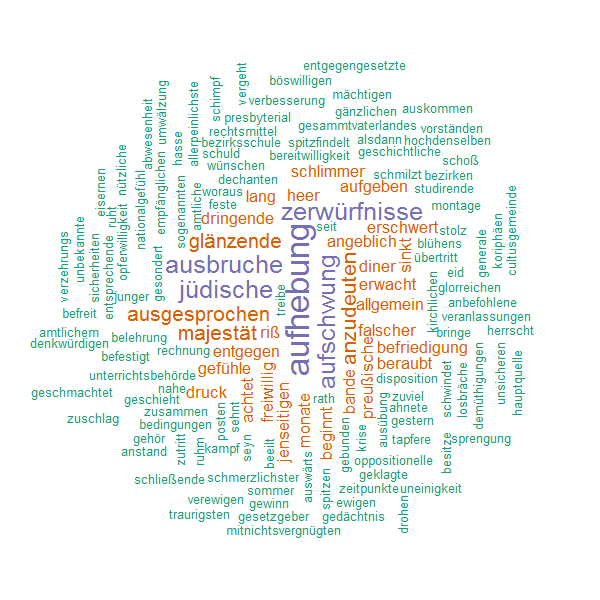 entgegengesetzte
böswilligen
vergeht
verbesserung
mächtigen
schimpf
allerpeinlichste
umwälzung
presbyterial
gänzlichen
auskommen
abwesenheit
rechtsmittel
gesammtvaterlandes
vorständen
hasse
bezirksschule
spitzfindelt
alsdann
hochdenselben
schuld
bereitwilligkeit
geschichtliche
schoß
nützliche
empfänglichen
wünschen
schlimmer
schmilzt
bezirken
eisernen
nationalgefühl
sogenannten
dechanten
aufgeben
studirende
woraus
lang
heer
feste
zerwürfnisse
montage
amtliche
dringende
seit
erschwert
stolz
ruht
opferwilligkeit
glänzende
angeblich
sinkt
blühens
generale
koriphäen
cultusgemeinde
unbekannte
gesondert
ausbruche
aufhebung
diner
übertritt
verzehrungs
sicherheiten
entsprechende
jüdische
aufschwung
anzudeuten
erwacht
eid
glorreichen
junger
treibe
allgemein
kirchlichen
anbefohlene
befreit
ausgesprochen
veranlassungen
amtlichem
belehrung
majestät
riß
falscher
bringe
herrscht
denkwürdigen
befestigt
rechnung
entgegen
preußischer
befriedigung
unterrichtsbehörde
gefühle
beraubt
geschmachtet
nahe
druck
achtet
freiwillig
bande
disposition
schwindet
losbräche
demuthigungen
unsicheren
hauptquelle
geschieht
rath
zuviel
zuschlag
zusammen
posten
sehnt
jenseitigen
monate
beginnt
ausübung
ahnete
bedingungen
gestern
gehör
zutritt
kampf
seyn
gebunden
krise
tapfere
besitze
sprengung
anstand
ruhm
beeilt
auswärts
oppositionelle
schließende
schmerzlichster
spitzen
geklagte
sommer
zeitpunkte
uneinigkeit
verewigen
gewinn
ewigen
drohen
traurigsten
gesetzgeber
gedächtnis
mitnichts
vergnügten